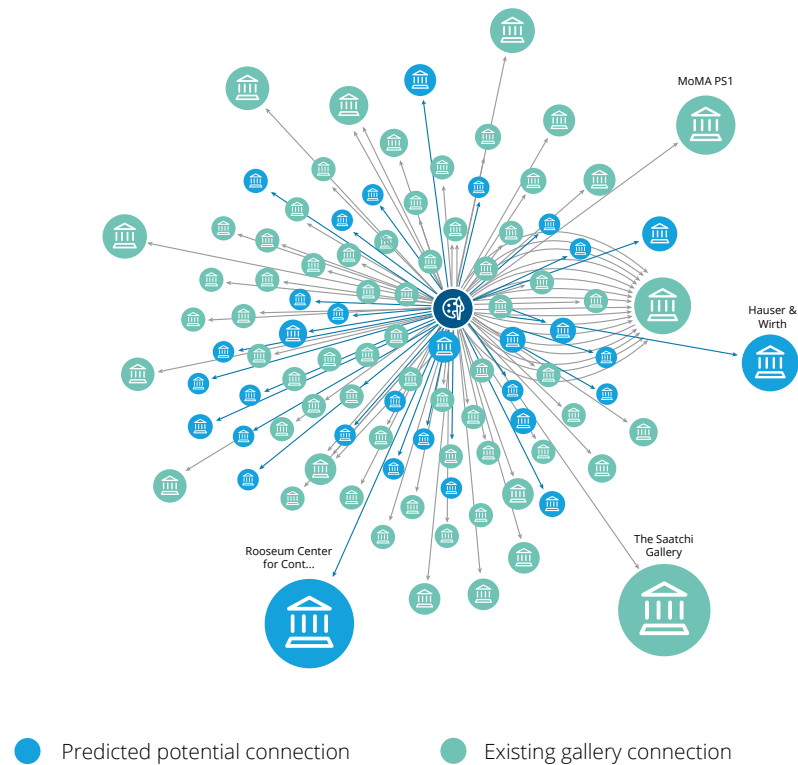 MoMA PS1
Hauser &
Wirth
The Saatchi
Gallery
Rooseum Center
for Cont...
Predicted potential connection
Existing gallery connection